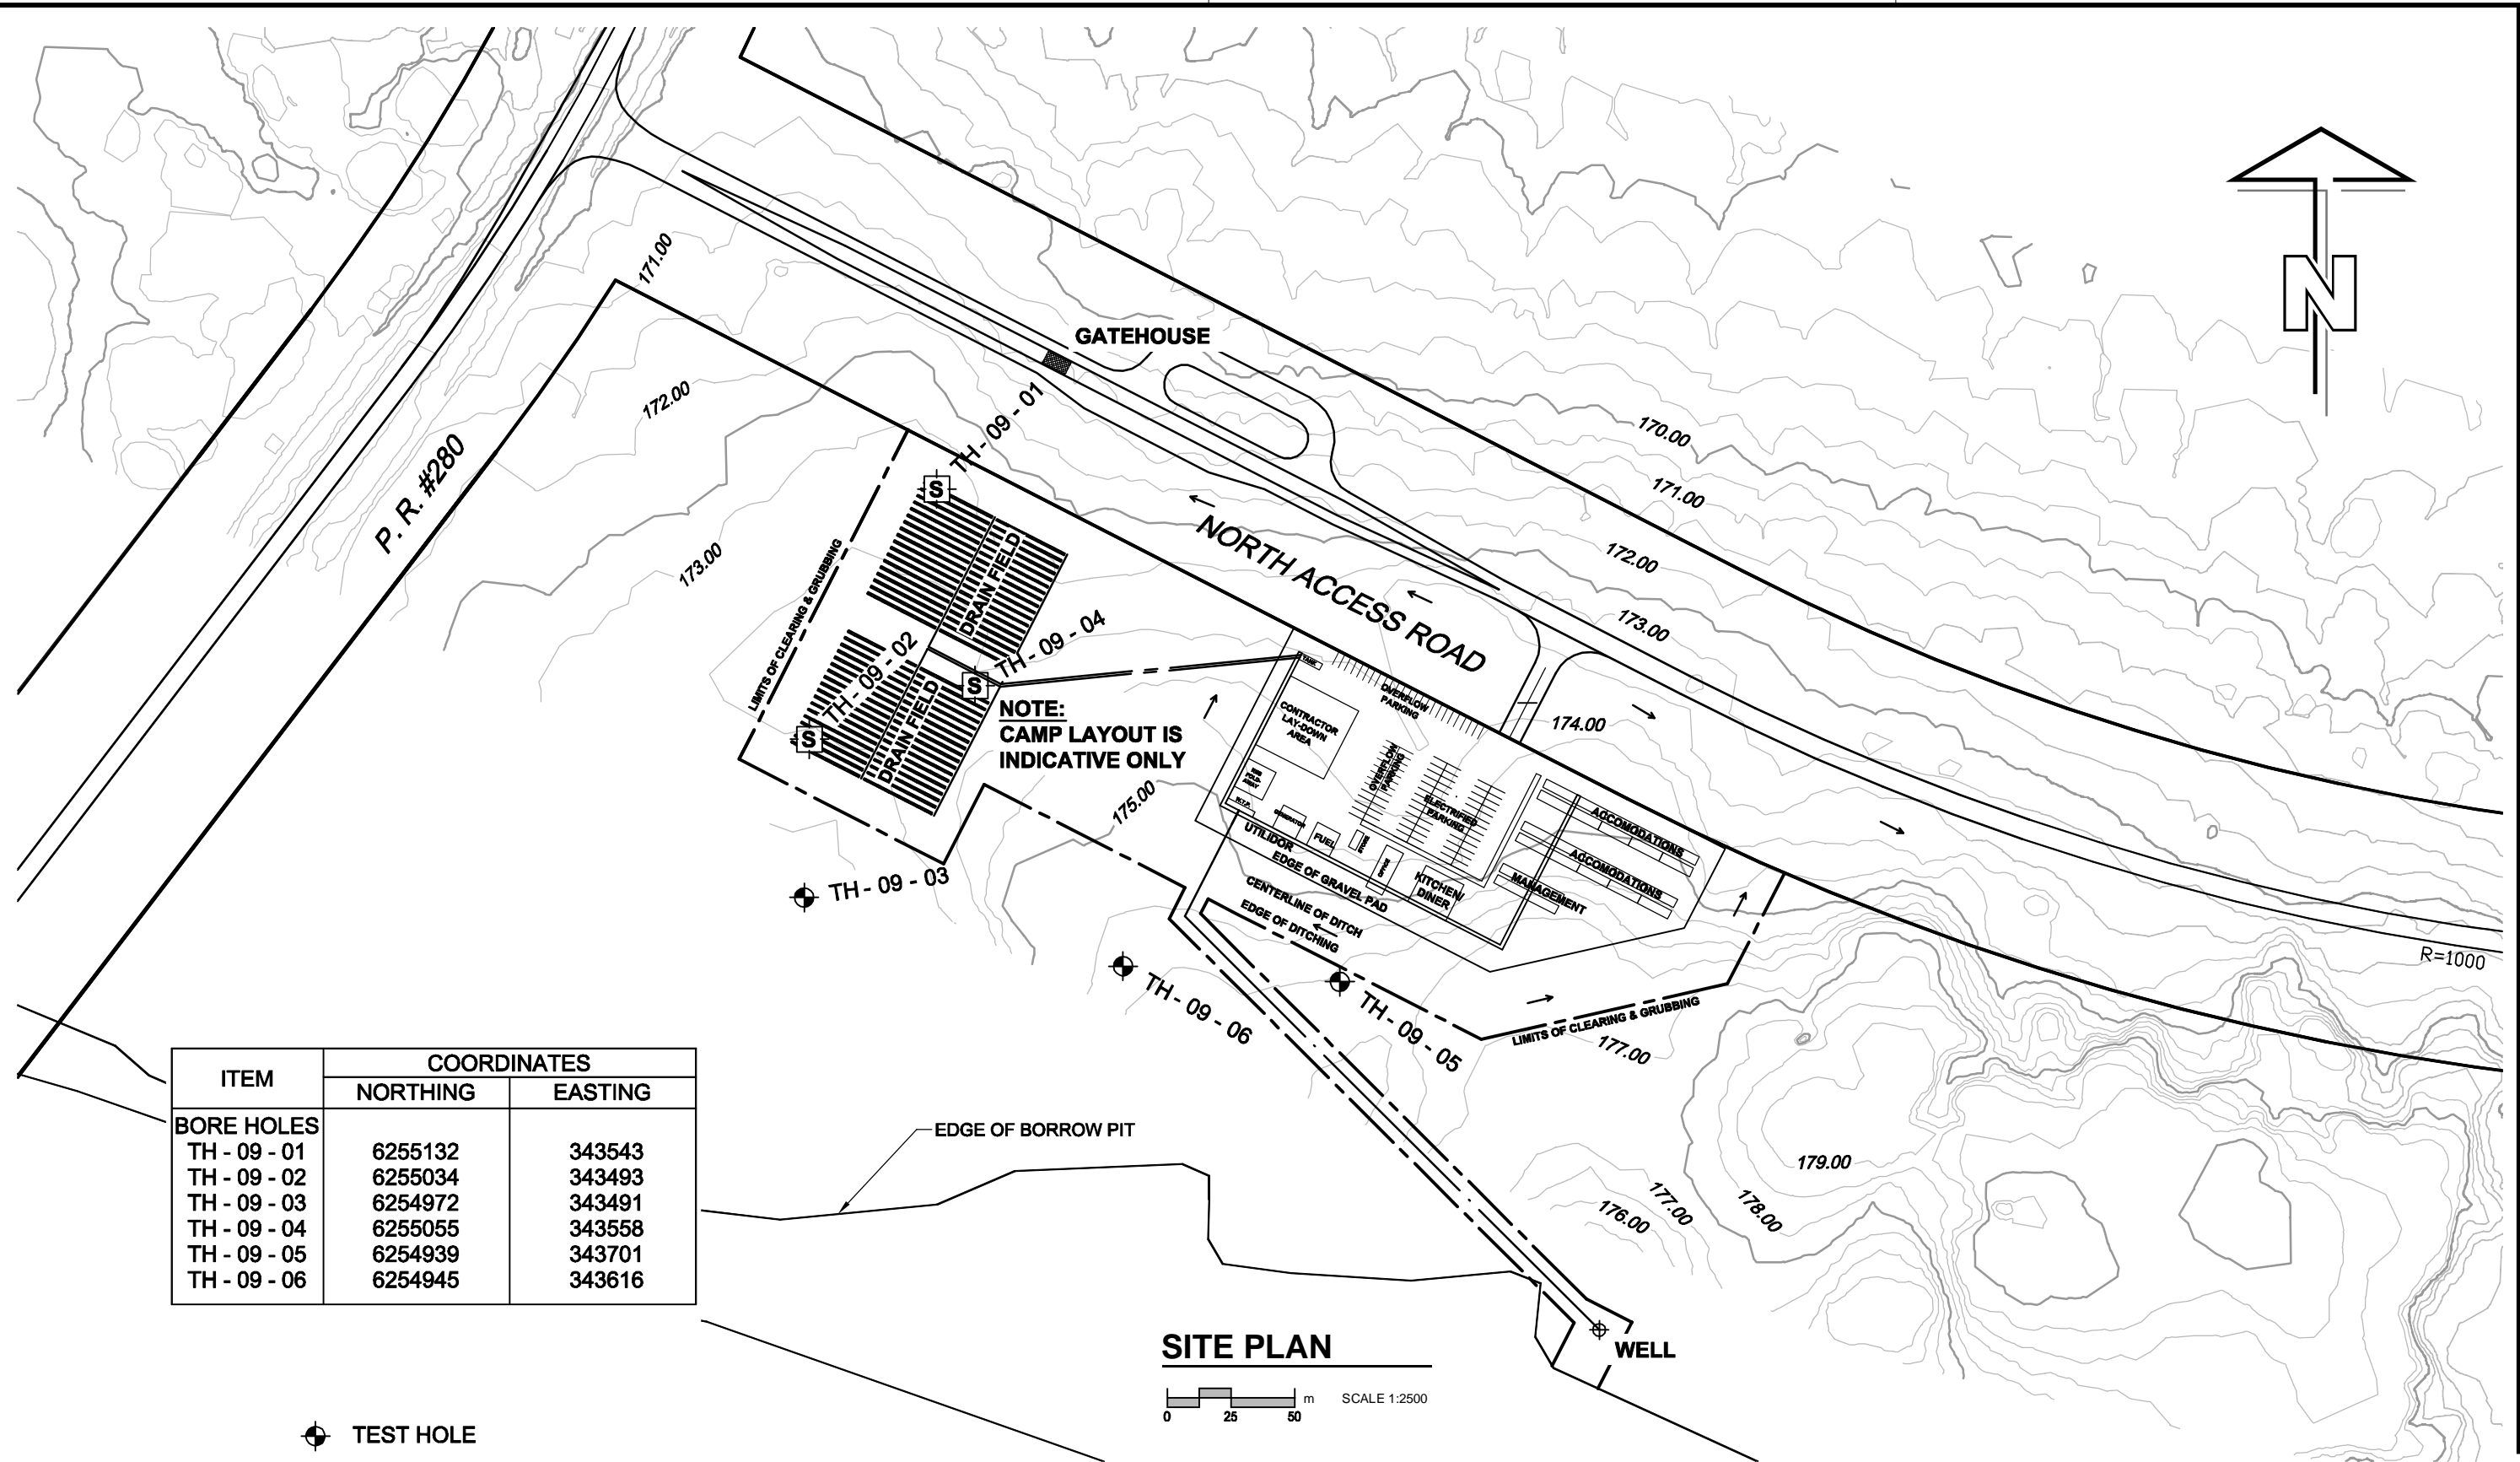 N
GATEHOUSE
171.00
172.00
173.00
P. R. #280
TH - 09 - 01
S
170.00
171.00
172.00
173.00
174.00
NORTH ACCESS ROAD
LIMITS OF CLEARING & GRUBBING
DRAIN FIELD
TH - 09 - 02
TH - 09 - 04
S
S
DRAIN FIELD
NOTE:
CAMP LAYOUT IS
INDICATIVE ONLY
175.00
TANK
OVERFLOW
PARKING
CONTRACTOR
LAY-DOWN
AREA
OVERFLOW
PARKING
ELECTRIFIED
PARKING
W.T.P.
GENERATOR
FUEL
STORE
OFFICE
KITCHEN/
DINER
ACCOMODATIONS
ACCOMODATIONS
MANAGEMENT
UTILIDOR
EDGE OF GRAVEL PAD
CENTERLINE OF DITCH
EDGE OF DITCHING
TH - 09 - 03
TH - 09 - 06
TH - 09 - 05
LIMITS OF CLEARING & GRUBBING
177.00
R=1000
179.00
178.00
177.00
176.00
ITEM COORDINATES
NORTHING EASTING
BORE HOLES
TH - 09 - 01 6255132 343543
TH - 09 - 02 6255034 343493
TH - 09 - 03 6254972 343491
TH - 09 - 04 6255055 343558
TH - 09 - 05 6254939 343701
TH - 09 - 06 6254945 343616
EDGE OF BORROW PIT
WELL
SITE PLAN
0 25 50 m SCALE 1:2500
TEST HOLE